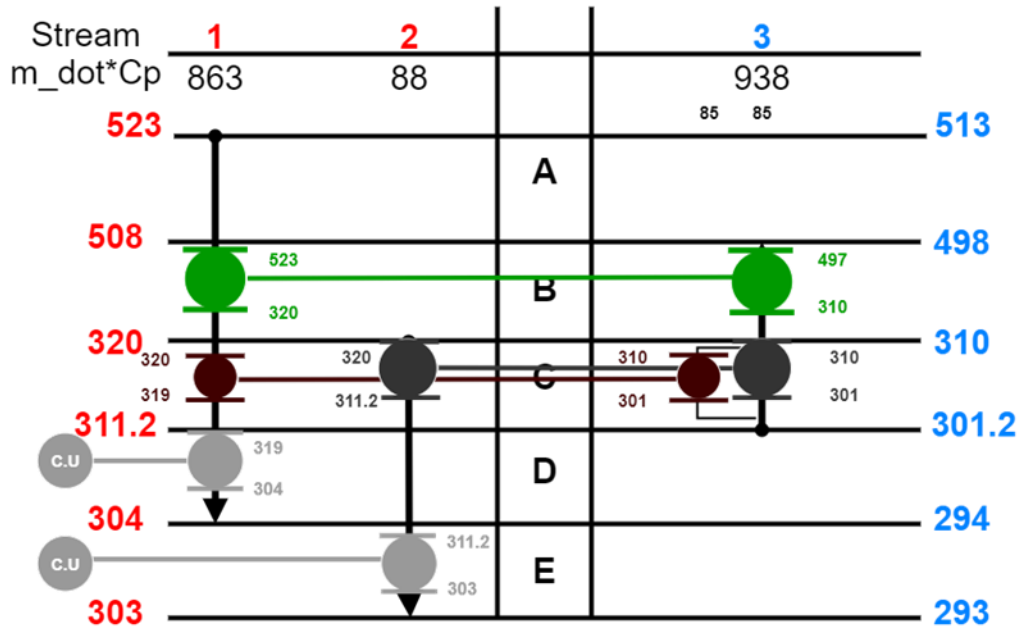 Stream 1 2 3
m_dot*Cp 863 88 938
85 85
523 513
A
508 498
523 497
B
320 310
320 310
320 320 310 310
C
319 311.2 301 301
311.2 301.2
C.U 319
D
304
304 294
311.2
C.U E
303
303 293